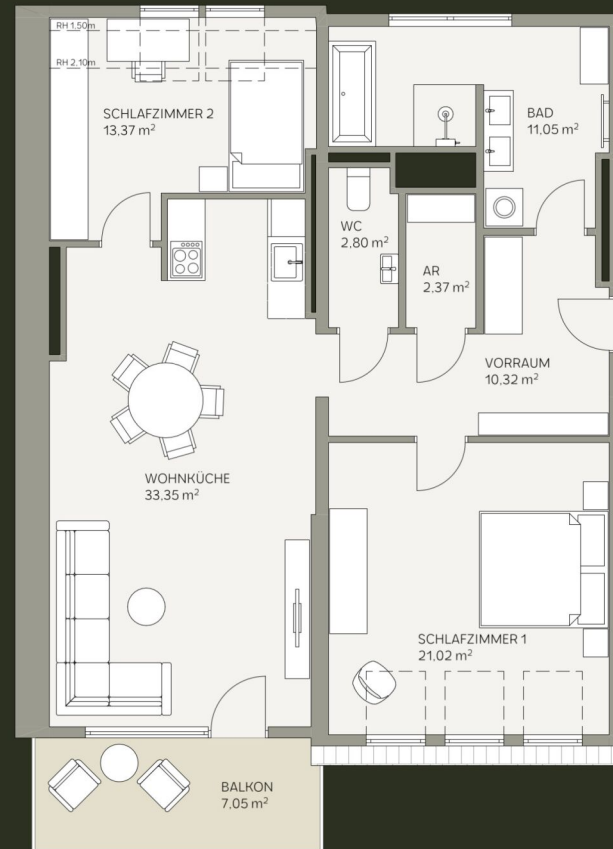 RH 1.50m
RH 2.10m
SCHLAFZIMMER 2
13.37 m²
BAD
11,05 m²
WC
2,80 m²
AR
2,37 m²
VORRAUM
10,32 m²
WOHNKÜCHE
33,35 m²
SCHLAFZIMMER 1
21,02 m²
BALKON
7,05 m²